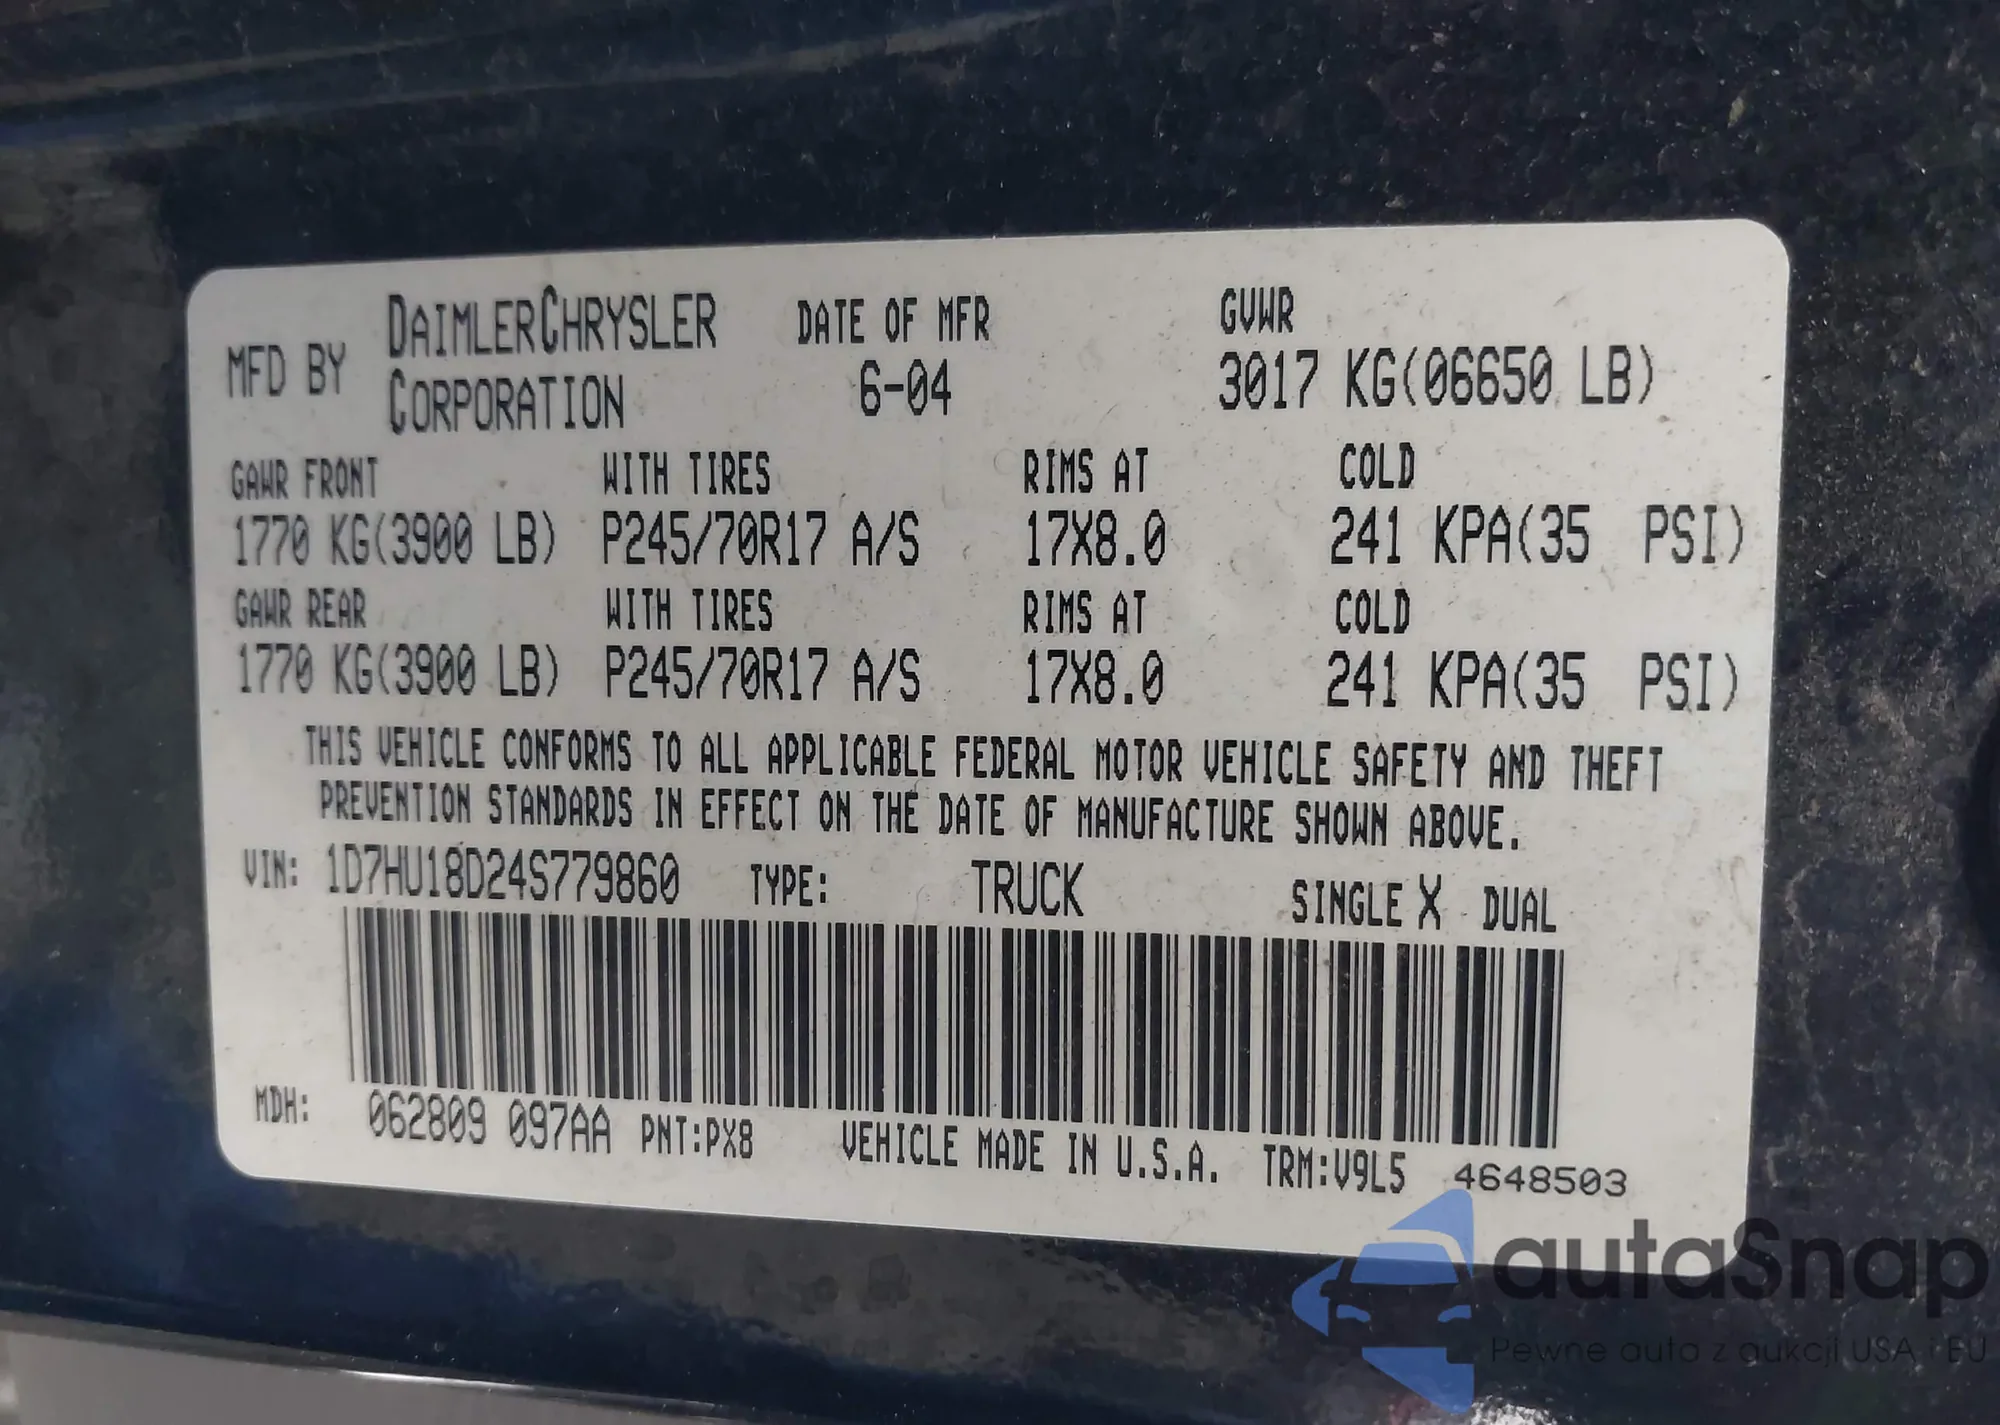 MFD BY DAIMLERCHRYSLER CORPORATION DATE OF MFR 6-04 GVWR 3017 KG(06650 LB)
GAWR FRONT WITH TIRES RIMS AT COLD
1770 KG(3900 LB) P245/70R17 A/S 17X8.0 241 KPA(35 PSI)
GAWR REAR WITH TIRES RIMS AT COLD
1770 KG(3900 LB) P245/70R17 A/S 17X8.0 241 KPA(35 PSI)
THIS VEHICLE CONFORMS TO ALL APPLICABLE FEDERAL MOTOR VEHICLE SAFETY AND THEFT
PREVENTION STANDARDS IN EFFECT ON THE DATE OF MANUFACTURE SHOWN ABOVE.
VIN: 1D7HU18D24S779860 TYPE: TRUCK SINGLE X DUAL
MDH: 062809 097AA PNT:PX8 VEHICLE MADE IN U.S.A. TRM:V9L5 4648503
autaSnap
Pewne auto z aukcji USA i EU